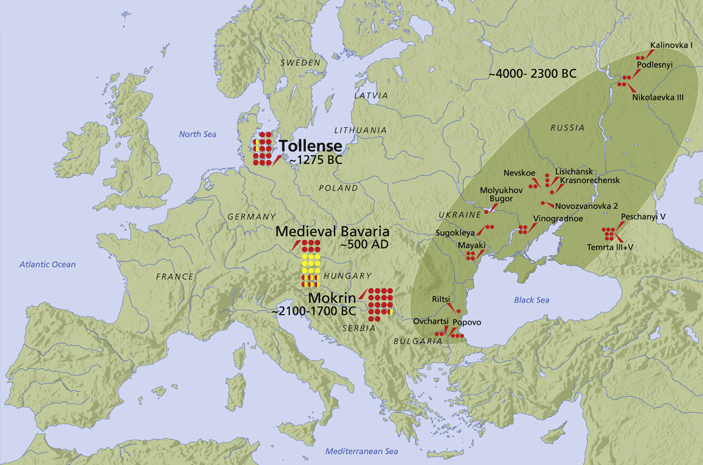 Kalinovka I
SWEDEN
Podlesnyi
~4000- 2300 BC
LATVIA
Nikolaevka III
North Sea
LITHUANIA
RUSSIA
Tollense
~1275 BC
Nevskoe
Lisichansk
Krasnorechensk
POLAND
Molyukhov
Bugor
Novozvanovka 2
GERMANY
UKRAINE
Vinogradnoe
Peschanyi V
Medieval Bavaria
~500 AD
Sugokleya
Mayaki
Temrta III+V
Atlantic Ocean
FRANCE
HUNGARY
Mokrin
~2100-1700 BC
Riltsi
Black Sea
SERBIA
Ovchartsi
Popovo
BULGARIA
Mediterranean Sea